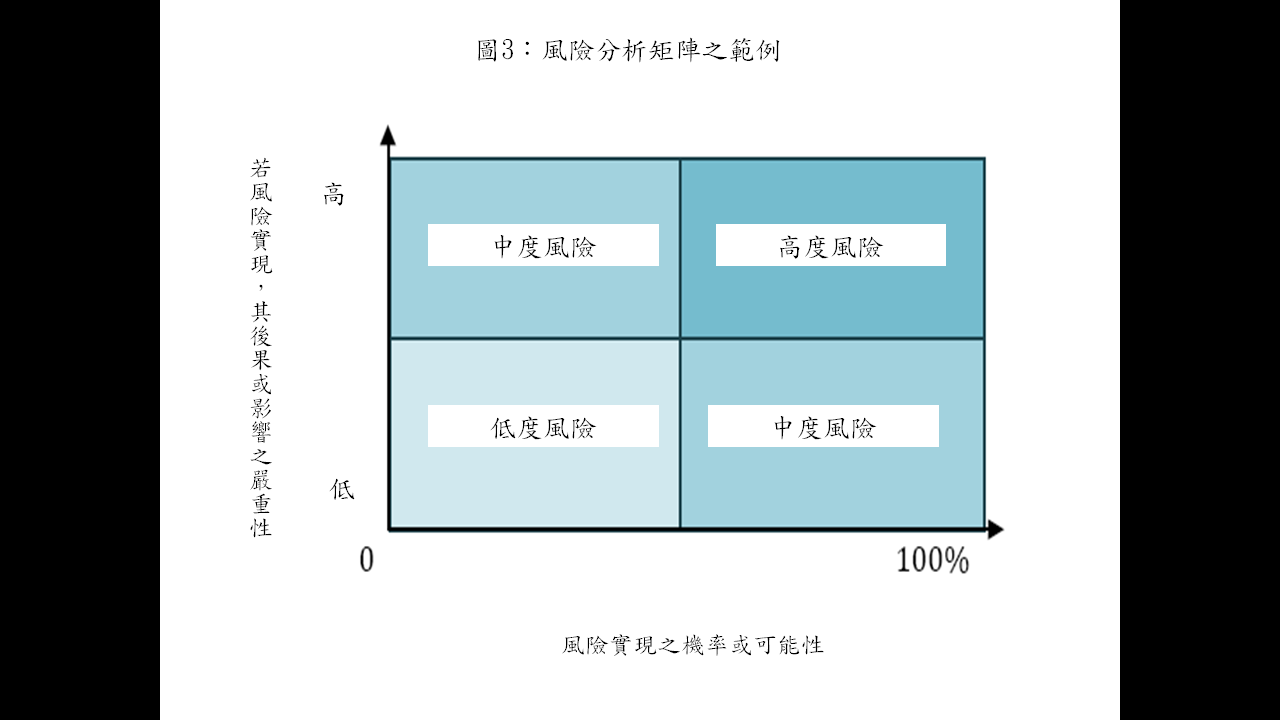 圖3：風險分析矩陣之範例
若風險實現，其後果或影響之嚴重性
高
中度風險
高度風險
低度風險
中度風險
低
0
100%
風險實現之機率或可能性